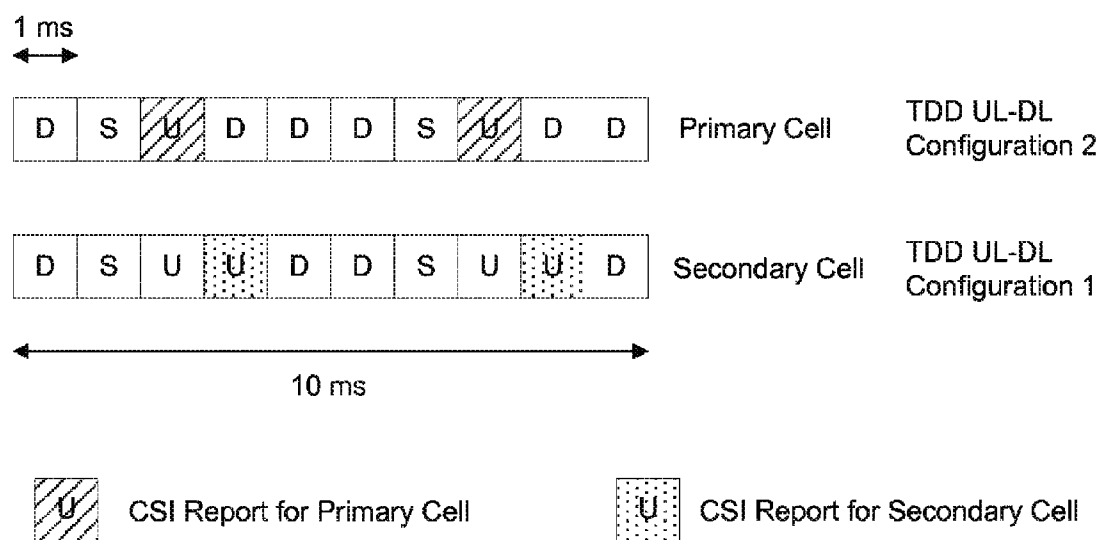 1 ms
D S U D D D S U D D Primary Cell TDD UL-DL Configuration 2
D S U U D D S U U D Secondary Cell TDD UL-DL Configuration 1
10 ms
U CSI Report for Primary Cell U CSI Report for Secondary Cell